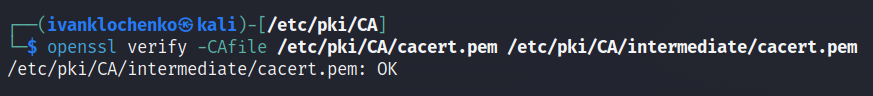 ┌──(ivanklochenko㉿kali)-[/etc/pki/CA]
└─$ openssl verify -CAfile /etc/pki/CA/cacert.pem /etc/pki/CA/intermediate/cacert.pem
/etc/pki/CA/intermediate/cacert.pem: OK